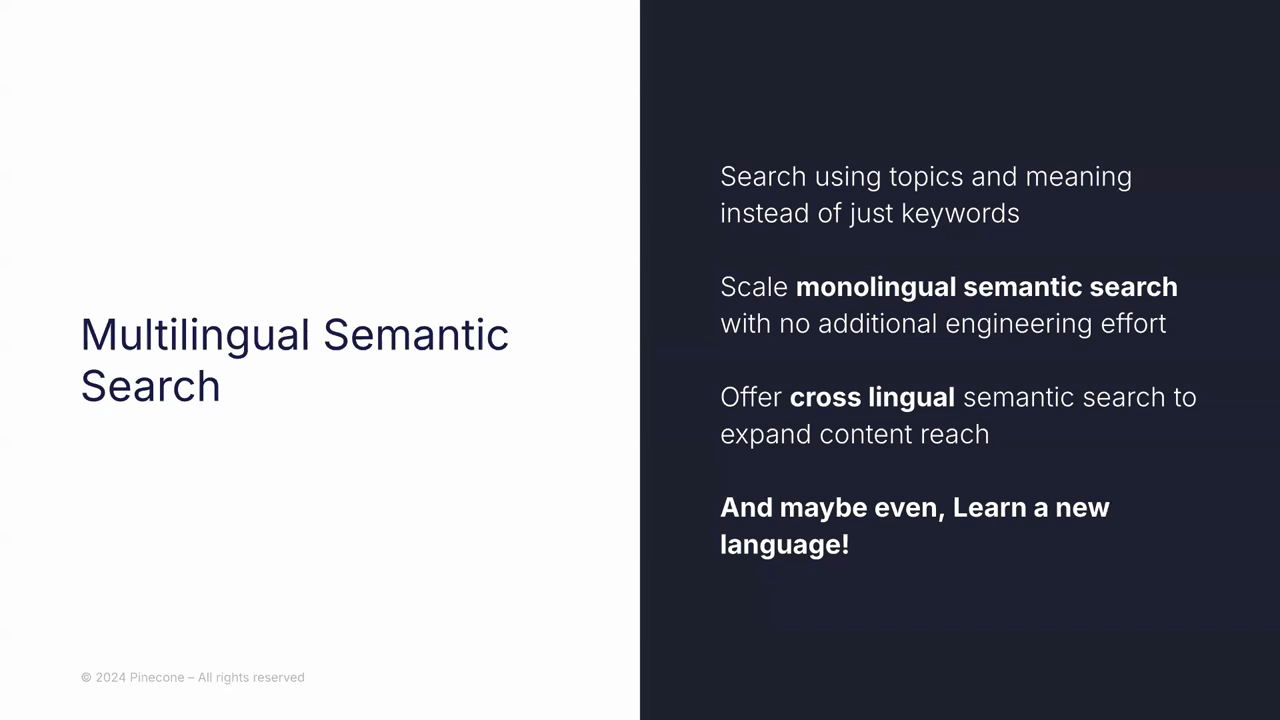 Multilingual Semantic
Search
Search using topics and meaning
instead of just keywords
Scale monolingual semantic search
with no additional engineering effort
Offer cross lingual semantic search to
expand content reach
And maybe even, Learn a new
language!
© 2024 Pinecone – All rights reserved